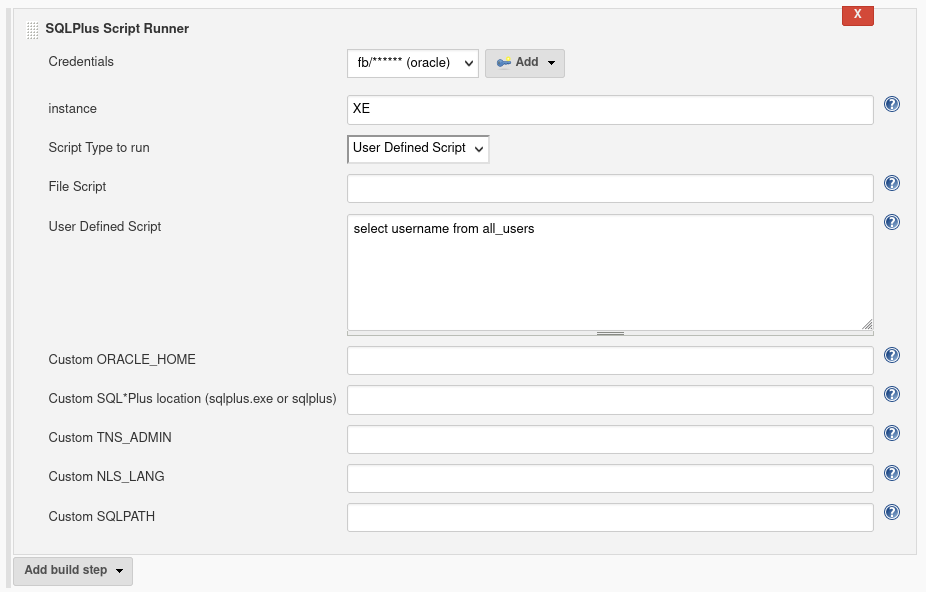 X
SQLPlus Script Runner
Credentials fb/****** (oracle) Add
instance XE ?
Script Type to run User Defined Script
File Script ?
User Defined Script select username from all_users ?
Custom ORACLE_HOME ?
Custom SQL*Plus location (sqlplus.exe or sqlplus) ?
Custom TNS_ADMIN ?
Custom NLS_LANG ?
Custom SQLPATH ?
Add build step